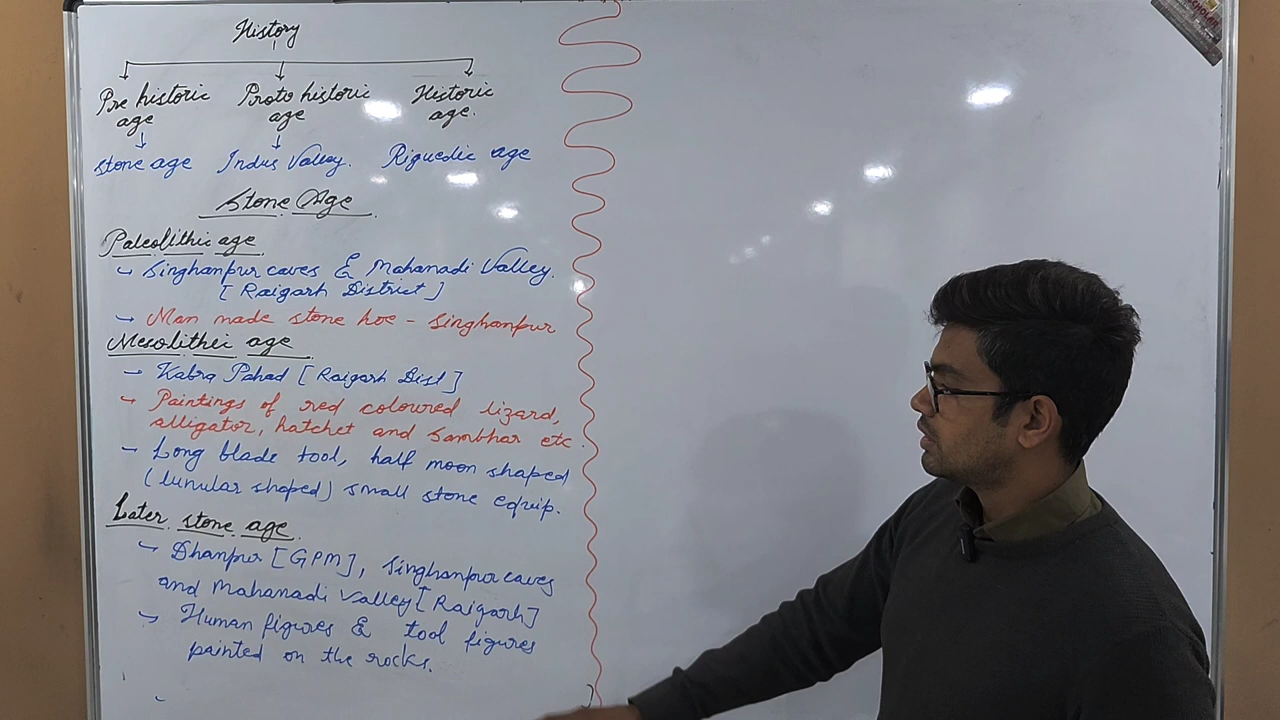 History
Pre historic age
Proto historic age
Historic age.
Stone age
Indus Valley.
Rigvedic age
Stone Age
Paleolithic age
Singhanpur caves & Mahanadi Valley.
[Raigarh District]
Man made stone hoe - Singhanpur
Mesolithic age
Kabra Pahad [Raigarh Dist]
Paintings of red coloured lizard,
alligator, hatchet and Sambhar etc.
Long blade tool, half moon shaped
(lunular shaped) small stone equip.
Later stone age
Dhanpur [GPM], Singhanpur caves
and Mahanadi Valley [Raigarh]
Human figures & tool figures
painted on the rocks.